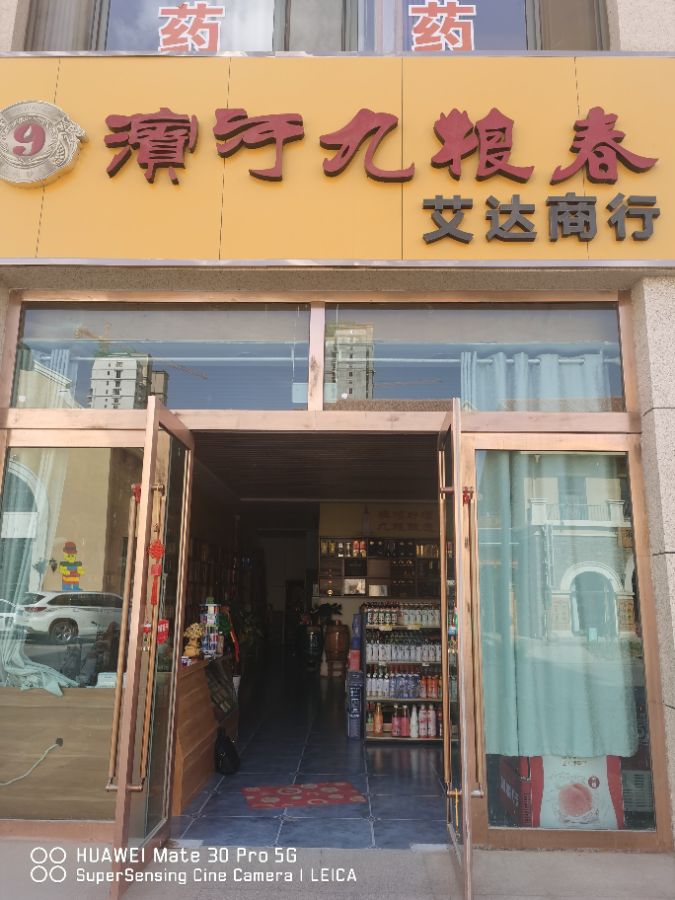 药 药
9
濱河九粮春
艾达商行
HUAWEI Mate 30 Pro 5G
SuperSensing Cine Camera | LEICA